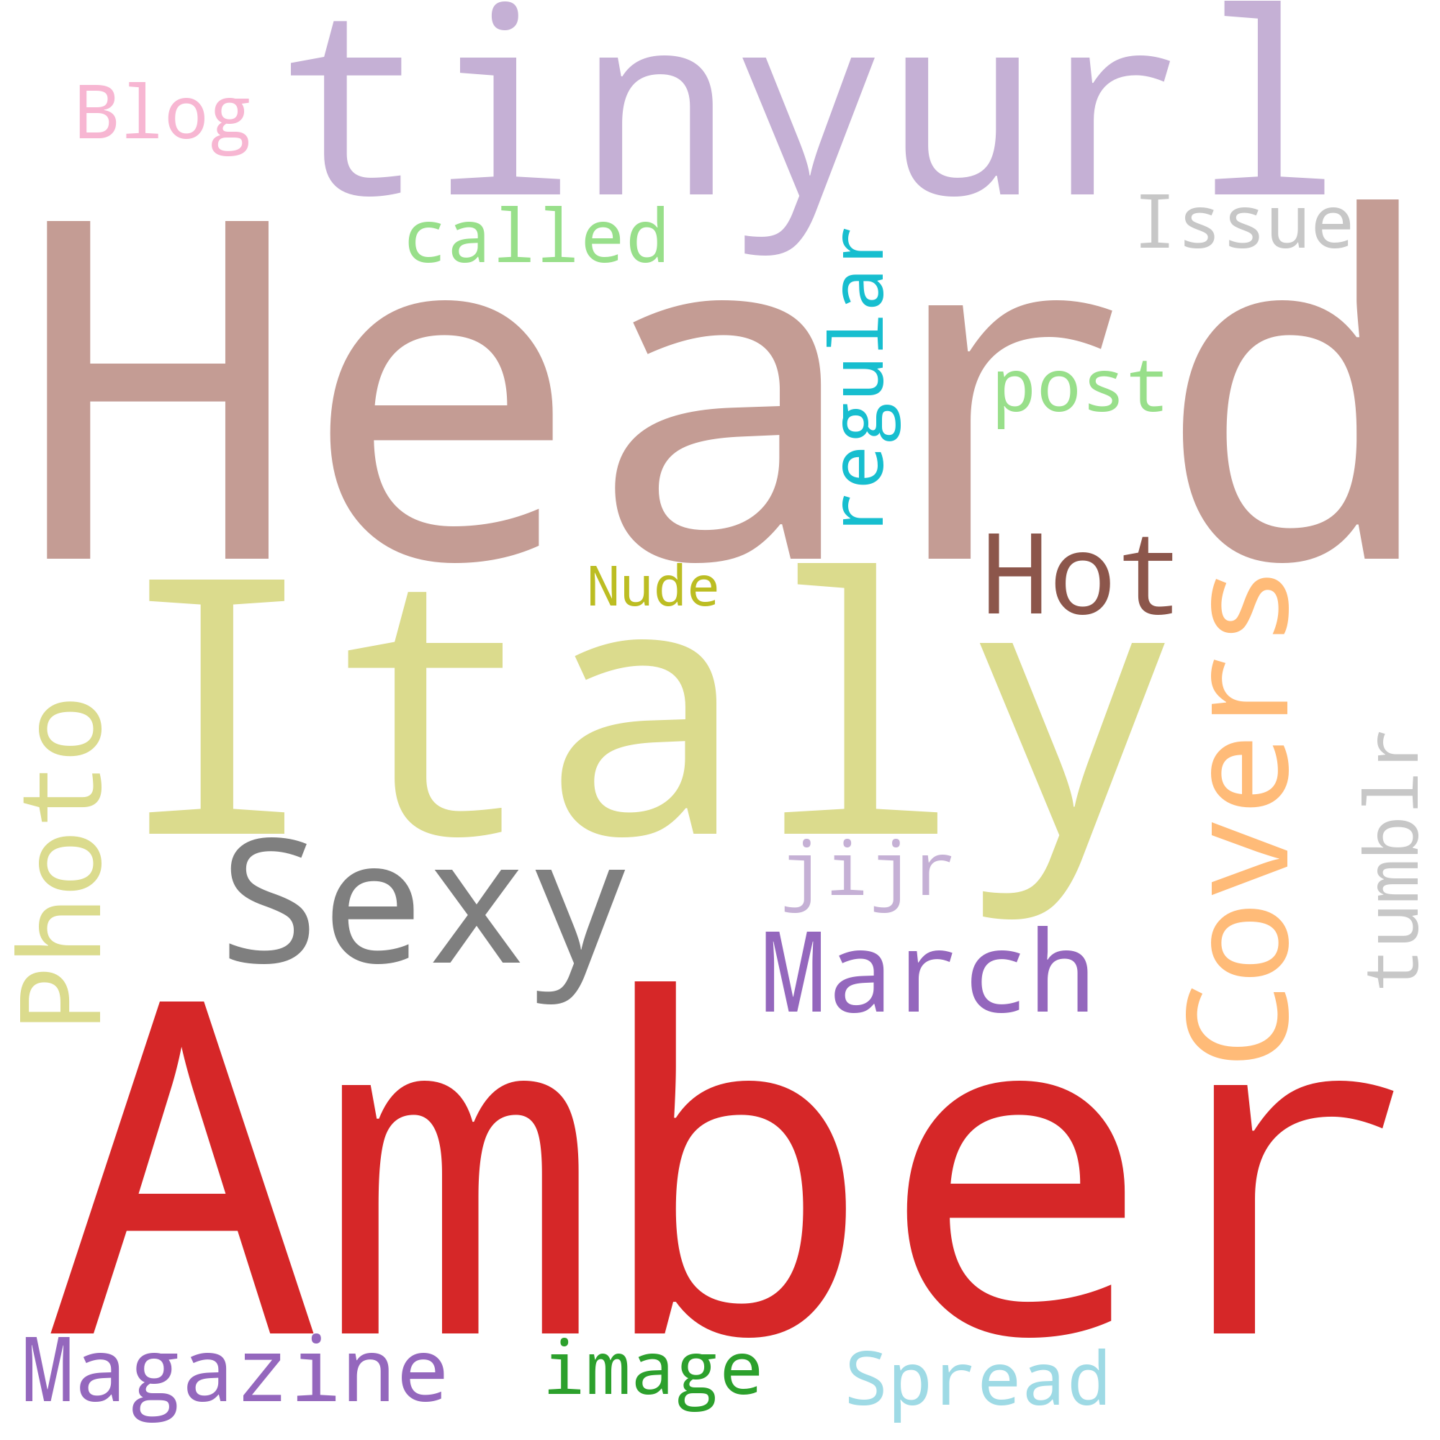 tinyurl
Blog
called
Issue
Heard
regular
post
Hot
Nude
Italy
Covers
Photo
tumblr
Sexy
jijr
March
Amber
Magazine
image
Spread